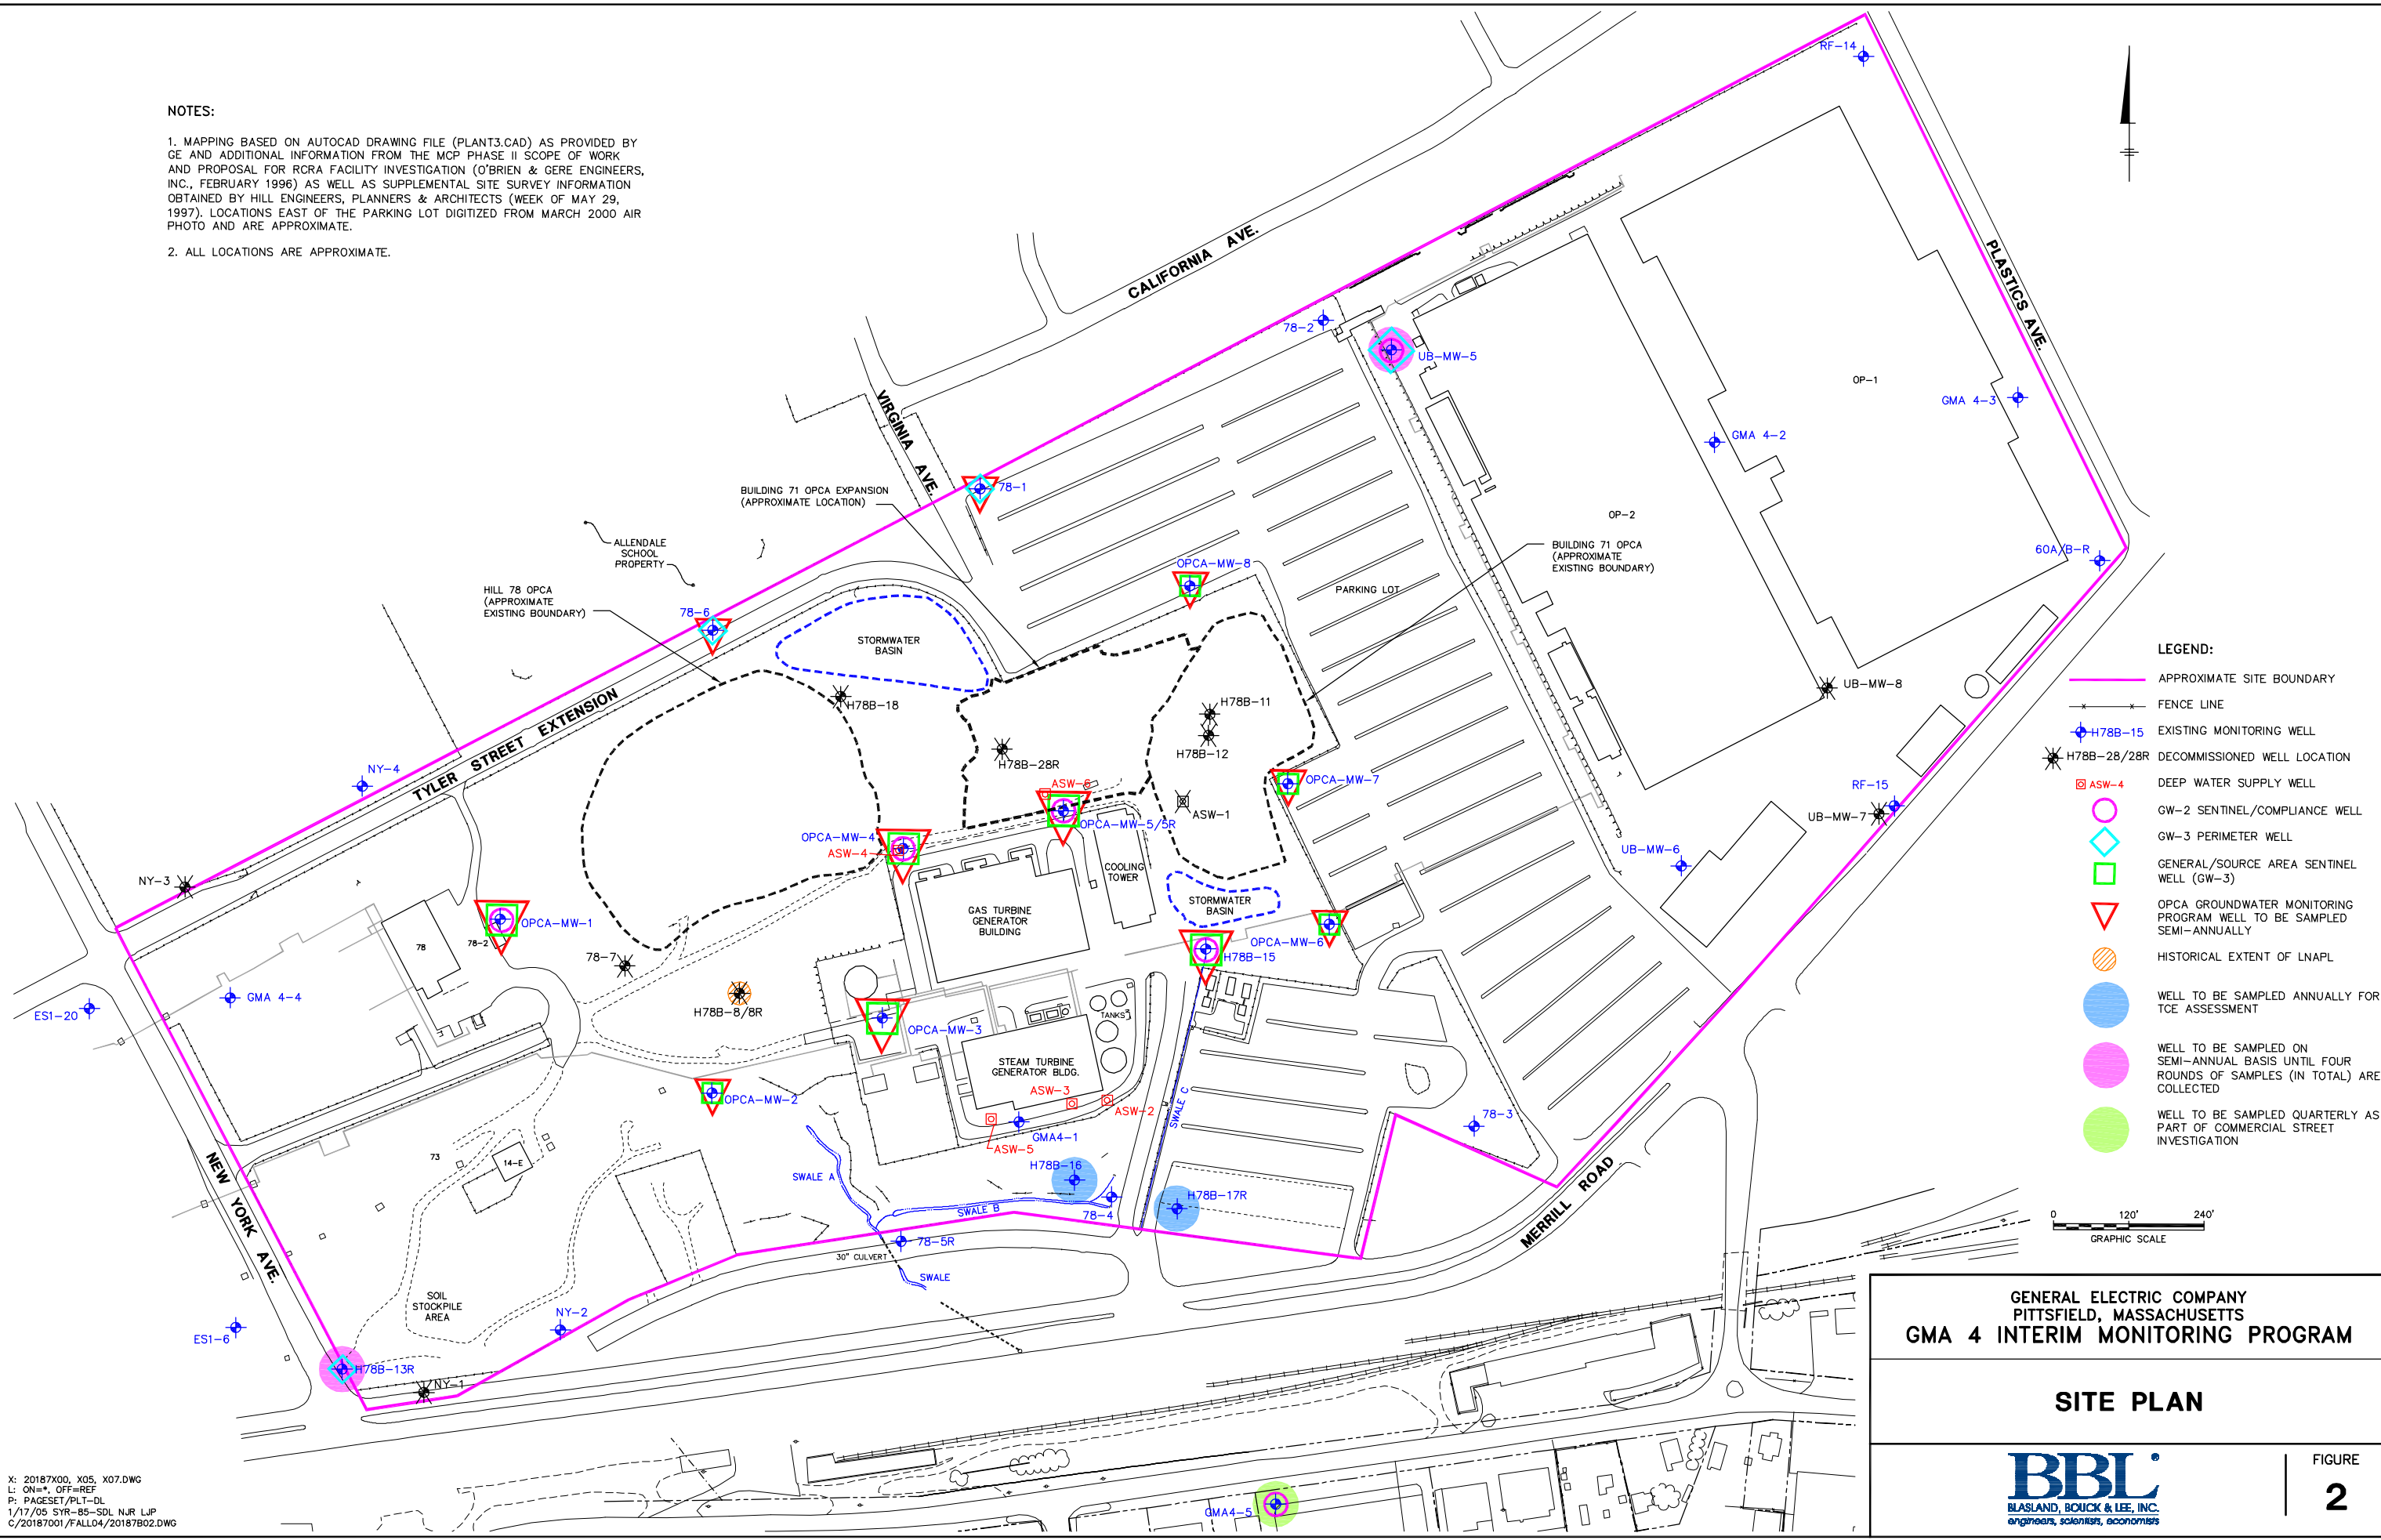 NOTES:
1. MAPPING BASED ON AUTOCAD DRAWING FILE (PLANT3.CAD) AS PROVIDED BY
GE AND ADDITIONAL INFORMATION FROM THE MCP PHASE II SCOPE OF WORK
AND PROPOSAL FOR RCRA FACILITY INVESTIGATION (O'BRIEN & GERE ENGINEERS,
INC., FEBRUARY 1996) AS WELL AS SUPPLEMENTAL SITE SURVEY INFORMATION
OBTAINED BY HILL ENGINEERS, PLANNERS & ARCHITECTS (WEEK OF MAY 29,
1997). LOCATIONS EAST OF THE PARKING LOT DIGITIZED FROM MARCH 2000 AIR
PHOTO AND ARE APPROXIMATE.
2. ALL LOCATIONS ARE APPROXIMATE.
RF-14
CALIFORNIA AVE.
PLASTICS AVE.
78-2
UB-MW-5
OP-1
GMA 4-3
GMA 4-2
VIRGINIA AVE.
78-1
BUILDING 71 OPCA EXPANSION
(APPROXIMATE LOCATION)
OP-2
ALLENDALE
SCHOOL
PROPERTY
BUILDING 71 OPCA
(APPROXIMATE
EXISTING BOUNDARY)
60A/B-R
OPCA-MW-8
PARKING LOT
HILL 78 OPCA
(APPROXIMATE
EXISTING BOUNDARY)
78-6
STORMWATER
BASIN
H78B-18
H78B-11
H78B-12
H78B-28R
UB-MW-8
TYLER STREET EXTENSION
NY-4
ASW-6
OPCA-MW-7
RF-15
ASW-1
UB-MW-7
OPCA-MW-5/5R
OPCA-MW-4
ASW-4
UB-MW-6
COOLING
TOWER
NY-3
STORMWATER
BASIN
GAS TURBINE
GENERATOR
BUILDING
OPCA-MW-1
78
78-2
OPCA-MW-6
H78B-15
78-7
GMA 4-4
ES1-20
H78B-8/8R
TANKS
OPCA-MW-3
STEAM TURBINE
GENERATOR BLDG.
OPCA-MW-2
ASW-3
ASW-2
SWALE C
78-3
GMA4-1
ASW-5
73
14-E
H78B-16
SWALE A
H78B-17R
SWALE B
78-4
NEW YORK AVE.
MERRILL ROAD
78-5R
30" CULVERT
SWALE
SOIL
STOCKPILE
AREA
NY-2
ES1-6
H78B-13R
NY-1
GMA4-5
LEGEND:
APPROXIMATE SITE BOUNDARY
FENCE LINE
H78B-15 EXISTING MONITORING WELL
H78B-28/28R DECOMMISSIONED WELL LOCATION
ASW-4 DEEP WATER SUPPLY WELL
GW-2 SENTINEL/COMPLIANCE WELL
GW-3 PERIMETER WELL
GENERAL/SOURCE AREA SENTINEL
WELL (GW-3)
OPCA GROUNDWATER MONITORING
PROGRAM WELL TO BE SAMPLED
SEMI-ANNUALLY
HISTORICAL EXTENT OF LNAPL
WELL TO BE SAMPLED ANNUALLY FOR
TCE ASSESSMENT
WELL TO BE SAMPLED ON
SEMI-ANNUAL BASIS UNTIL FOUR
ROUNDS OF SAMPLES (IN TOTAL) ARE
COLLECTED
WELL TO BE SAMPLED QUARTERLY AS
PART OF COMMERCIAL STREET
INVESTIGATION
0 120' 240'
GRAPHIC SCALE
GENERAL ELECTRIC COMPANY
PITTSFIELD, MASSACHUSETTS
GMA 4 INTERIM MONITORING PROGRAM
SITE PLAN
BBL®
BLASLAND, BOUCK & LEE, INC.
engineers, scientists, economists
FIGURE
2
X: 20187X00, X05, X07.DWG
L: ON=*, OFF=REF
P: PAGESET/PLT-DL
1/17/05 SYR-85-SDL NJR LJP
C/20187001/FALL04/20187B02.DWG